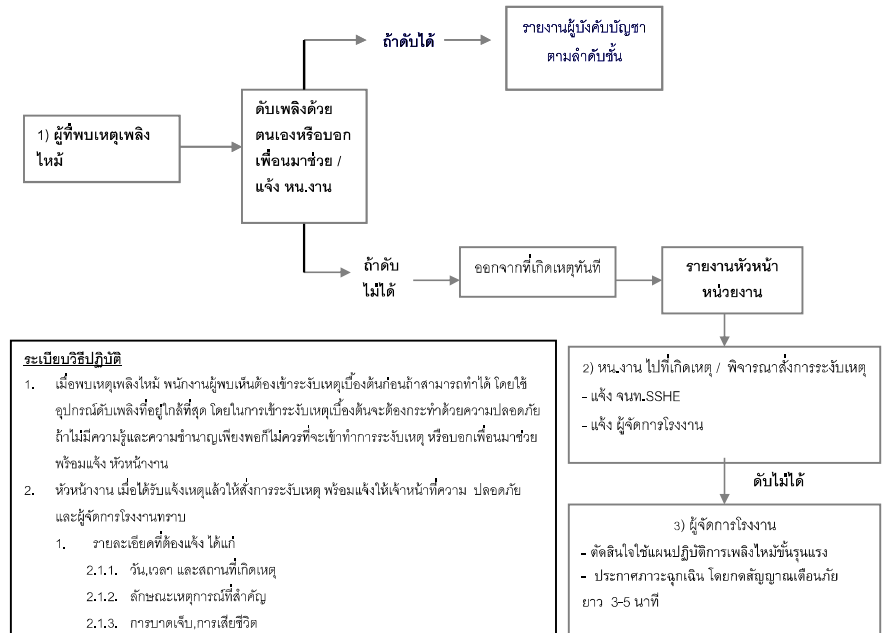 ถ้าดับได้
รายงานผู้บังคับบัญชา
ตามลำดับชั้น
1) ผู้ที่พบเหตุเพลิง
ไหม้
ดับเพลิงด้วย
ตนเองหรือบอก
เพื่อนมาช่วย /
แจ้ง หน.งาน
ถ้าดับ
ไม่ได้
ออกจากที่เกิดเหตุทันที
รายงานหัวหน้า
หน่วยงาน
2) หน.งาน ไปที่เกิดเหตุ / พิจารณาสั่งการระงับเหตุ
- แจ้ง จนท.SSHE
- แจ้ง ผู้จัดการโรงงาน
ดับไม่ได้
3) ผู้จัดการโรงงาน
- ตัดสินใจใช้แผนปฏิบัติการเพลิงไหม้ขั้นรุนแรง
- ประกาศภาวะฉุกเฉิน โดยกดสัญญาณเตือนภัย
ยาว 3-5 นาที
ระเบียบวิธีปฏิบัติ
1. เมื่อพบเหตุเพลิงไหม้ พนักงานผู้พบเห็นต้องเข้าระงับเหตุเบื้องต้นก่อนถ้าสามารถทำได้ โดยใช้
อุปกรณ์ดับเพลิงที่อยู่ใกล้ที่สุด โดยในการเข้าระงับเหตุเบื้องต้นจะต้องกระทำด้วยความปลอดภัย
ถ้าไม่มีความรู้และความชำนาญเพียงพอก็ไม่ควรที่จะเข้าทำการระงับเหตุ หรือบอกเพื่อนมาช่วย
พร้อมแจ้ง หัวหน้างาน
2. หัวหน้างาน เมื่อได้รับแจ้งเหตุแล้วให้สั่งการระงับเหตุ พร้อมแจ้งให้เจ้าหน้าที่ความ ปลอดภัย
และผู้จัดการโรงงานทราบ
1. รายละเอียดที่ต้องแจ้ง ได้แก่
2.1.1. วัน,เวลา และสถานที่เกิดเหตุ
2.1.2. ลักษณะเหตุการณ์ที่สำคัญ
2.1.3. การบาดเจ็บ,การเสียชีวิต